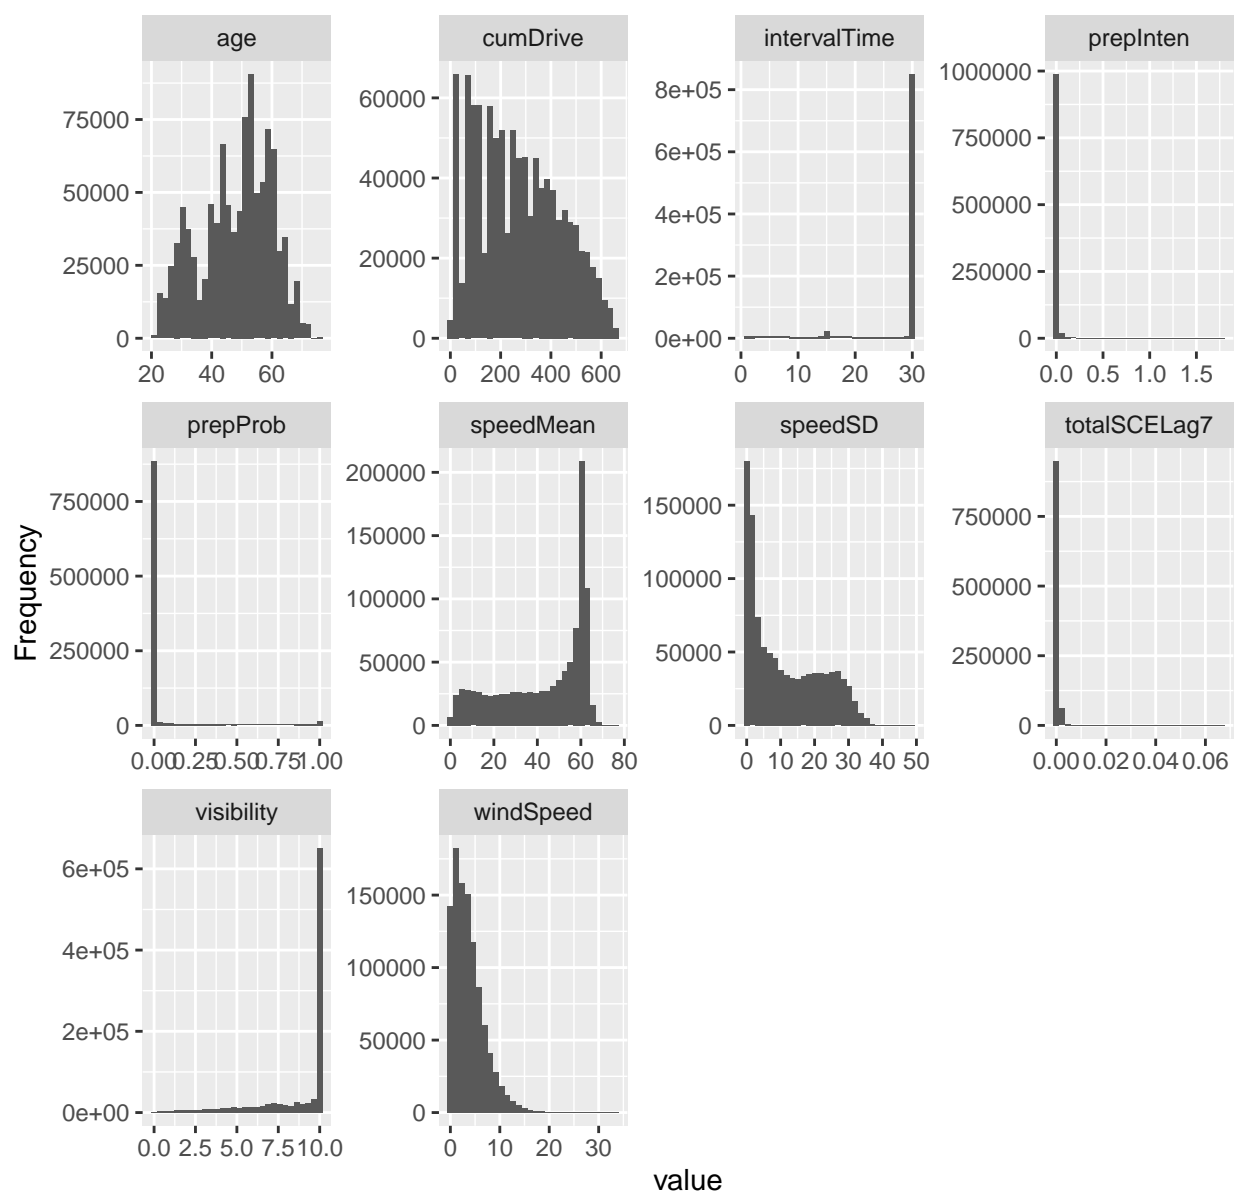 age cumDrive intervalTime prepInten
75000 50000 25000 0
60000 40000 20000 0
8e+05 6e+05 4e+05 2e+05 0e+00
1000000 750000 500000 250000 0
20 40 60
0 200 400 600
0 10 20 30
0.0 0.5 1.0 1.5
prepProb speedMean speedSD totalSCELag7
750000 500000 250000 0
200000 150000 100000 50000 0
150000 100000 50000 0
750000 500000 250000 0
0.00 0.25 0.50 0.75 1.00
0 20 40 60 80
0 10 20 30 40 50
0.00 0.02 0.04 0.06
visibility windSpeed
6e+05 4e+05 2e+05 0e+00
150000 100000 50000 0
0.0 2.5 5.0 7.5 10.0
0 10 20 30
Frequency
value